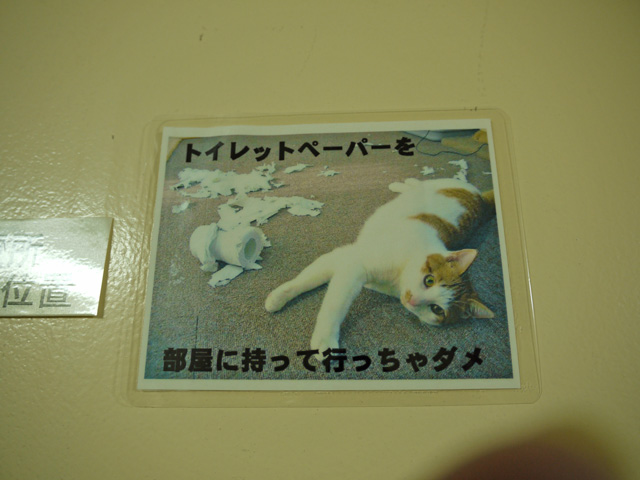 トイレットペーパーを
部屋に持って行っちゃダメ
位置